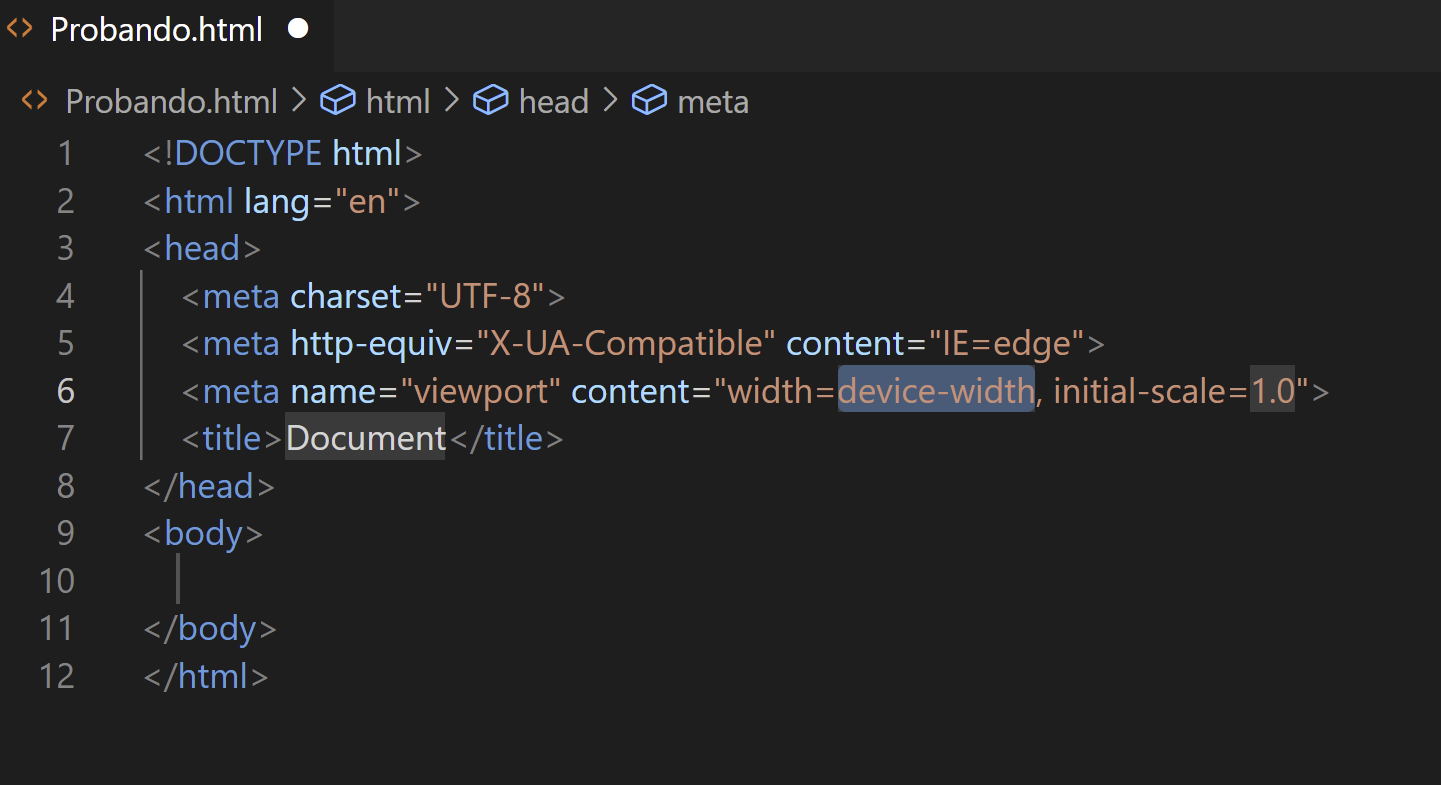 Probando.html
Probando.html > html > head > meta
1 <!DOCTYPE html>
2 <html lang="en">
3 <head>
4 <meta charset="UTF-8">
5 <meta http-equiv="X-UA-Compatible" content="IE=edge">
6 <meta name="viewport" content="width=device-width, initial-scale=1.0">
7 <title>Document</title>
8 </head>
9 <body>
10
11 </body>
12 </html>